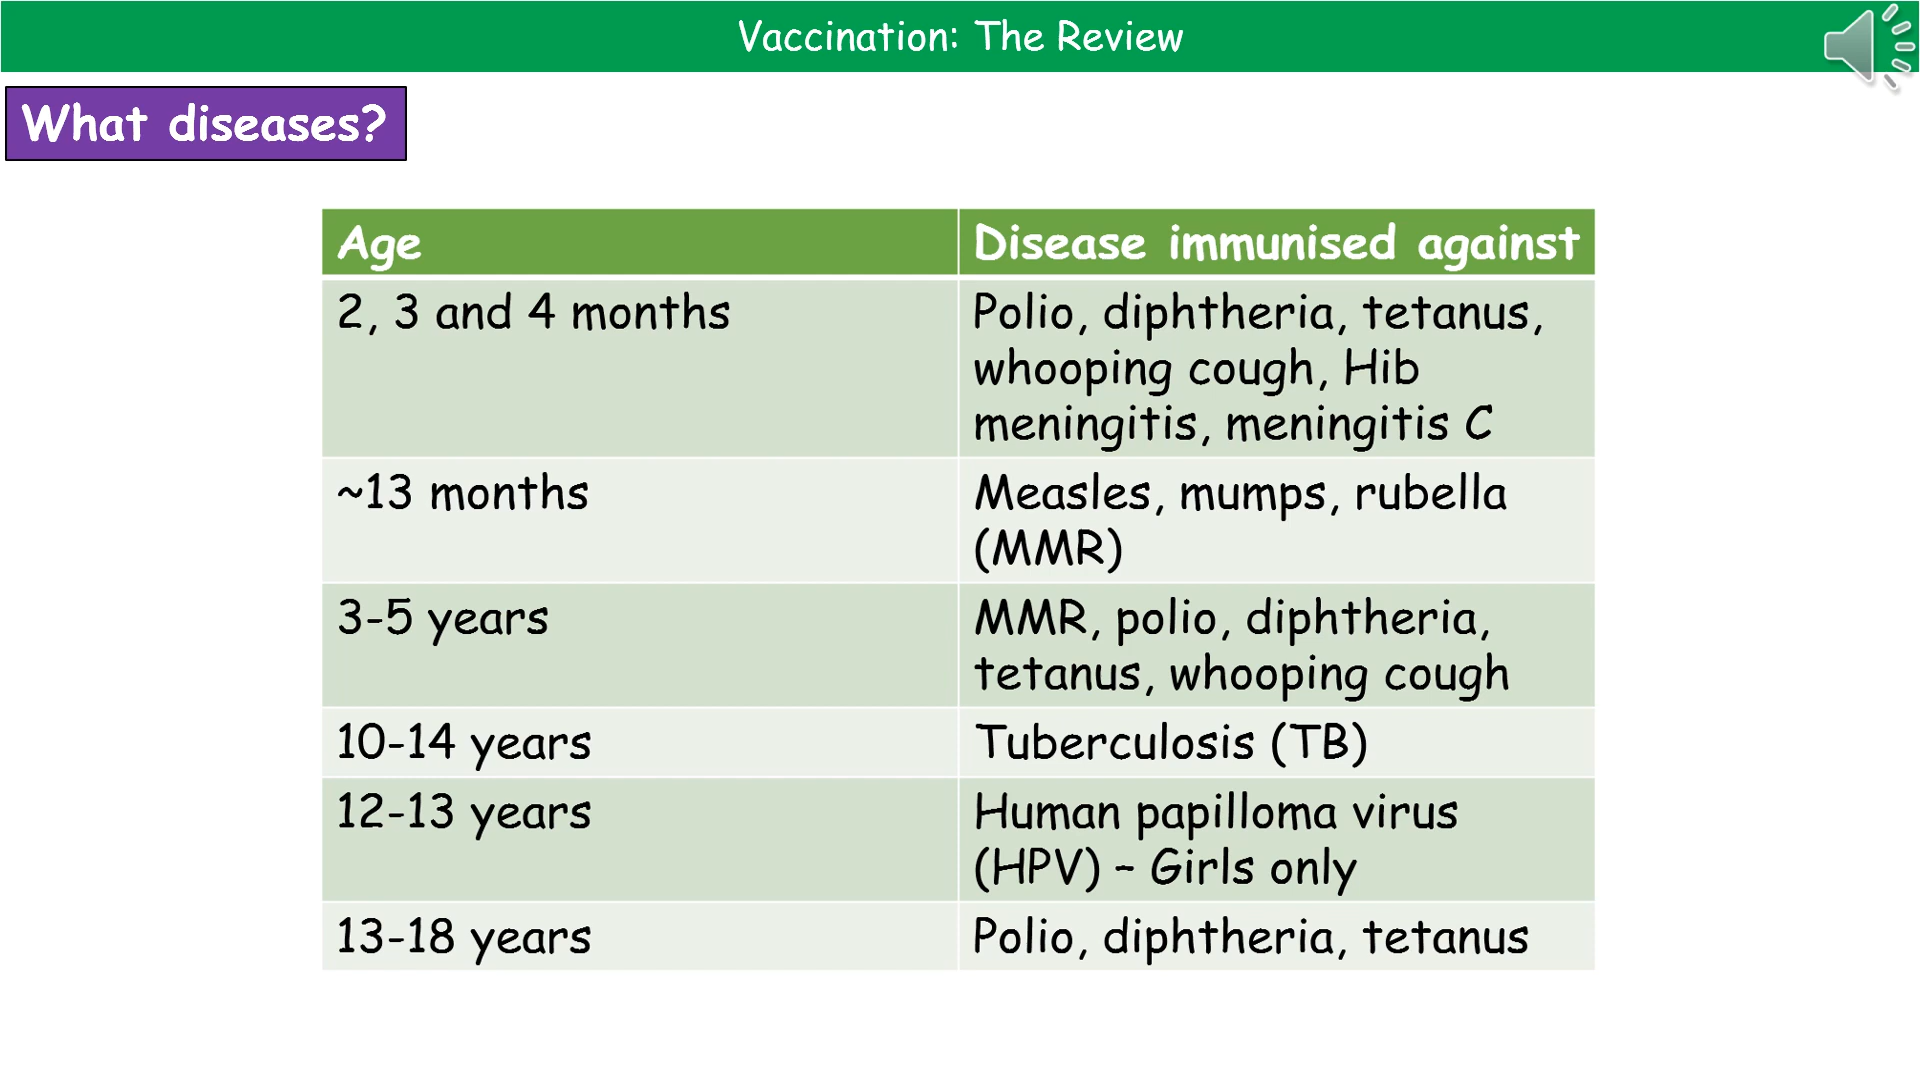 Vaccination: The Review
What diseases?
Age
Disease immunised against
2, 3 and 4 months
Polio, diphtheria, tetanus,
whooping cough, Hib
meningitis, meningitis C
~13 months
Measles, mumps, rubella
(MMR)
3-5 years
MMR, polio, diphtheria,
tetanus, whooping cough
10-14 years
Tuberculosis (TB)
12-13 years
Human papilloma virus
(HPV) – Girls only
13-18 years
Polio, diphtheria, tetanus